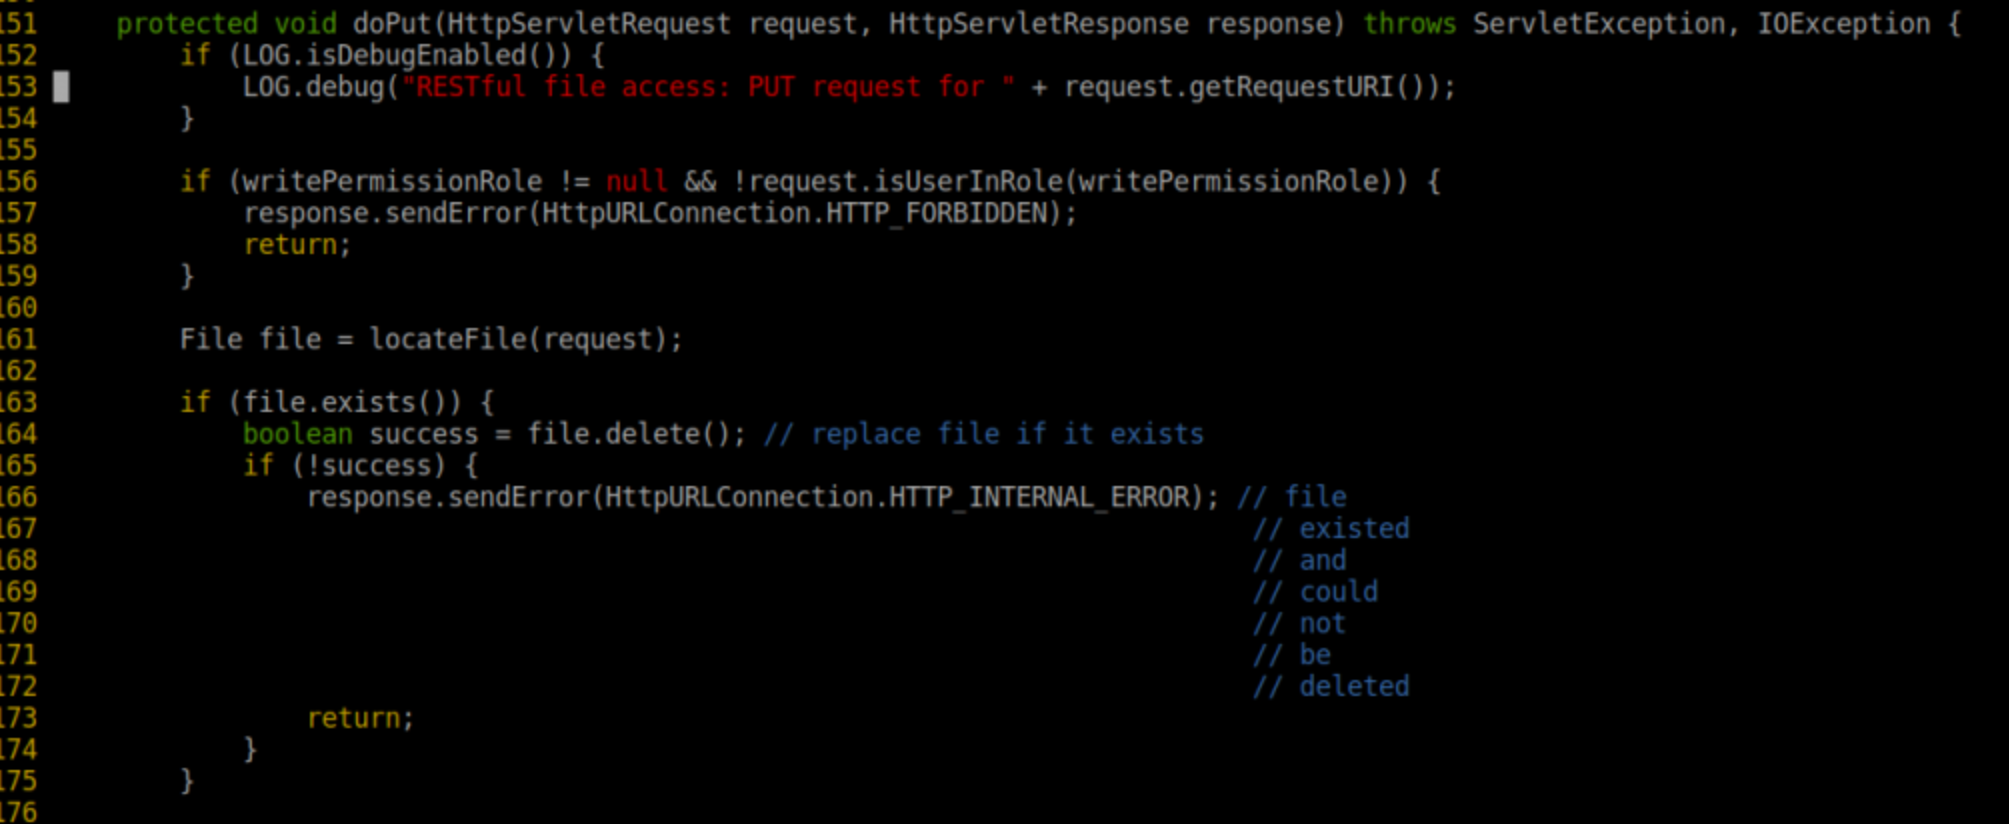 151     protected void doPut(HttpServletRequest request, HttpServletResponse response) throws ServletException, IOException {
152         if (LOG.isDebugEnabled()) {
153             LOG.debug("RESTful file access: PUT request for " + request.getRequestURI());
154         }
155
156         if (writePermissionRole != null && !request.isUserInRole(writePermissionRole)) {
157             response.sendError(HttpURLConnection.HTTP_FORBIDDEN);
158             return;
159         }
160
161         File file = locateFile(request);
162
163         if (file.exists()) {
164             boolean success = file.delete(); // replace file if it exists
165             if (!success) {
166                 response.sendError(HttpURLConnection.HTTP_INTERNAL_ERROR); // file
167                                                                             // existed
168                                                                             // and
169                                                                             // could
170                                                                             // not
171                                                                             // be
172                                                                             // deleted
173                 return;
174             }
175         }
176